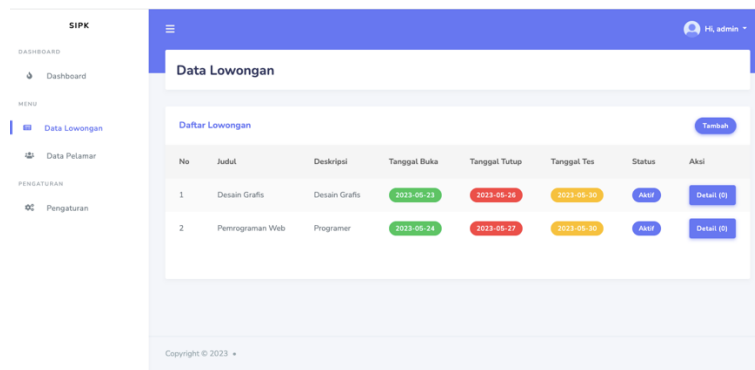 SIPK
Hi, admin
DASHBOARD
Dashboard
MENU
Data Lowongan
Data Pelamar
PENGATURAN
Pengaturan
Data Lowongan
Daftar Lowongan
Tambah
No Judul Deskripsi Tanggal Buka Tanggal Tutup Tanggal Tes Status Aksi
1 Desain Grafis Desain Grafis 2023-05-23 2023-05-26 2023-05-30 Aktif Detail (0)
2 Pemrograman Web Programer 2023-05-24 2023-05-27 2023-05-30 Aktif Detail (0)
Copyright © 2023 •